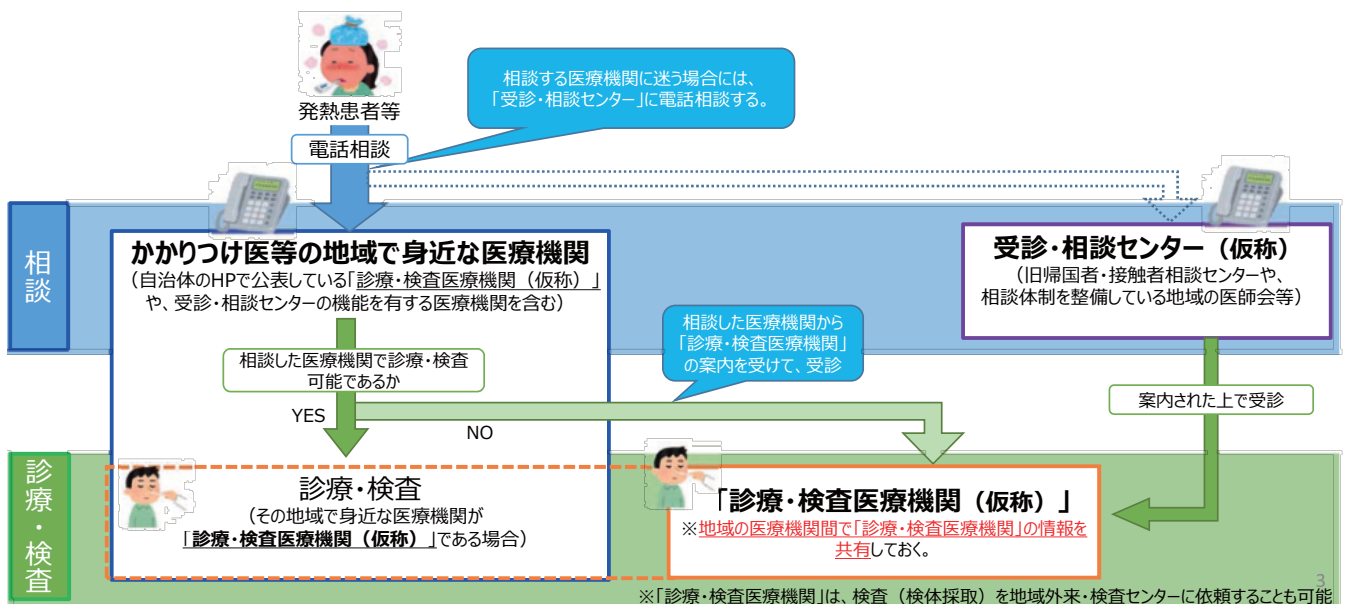 発熱患者等
電話相談
相談する医療機関に迷う場合には、
「受診・相談センター」に電話相談する。
相談
かかりつけ医等の地域で身近な医療機関
（自治体のHPで公表している「診療・検査医療機関（仮称）」
や、受診・相談センターの機能を有する医療機関を含む）
受診・相談センター（仮称）
（旧帰国者・接触者相談センターや、
相談体制を整備している地域の医師会等）
相談した医療機関で診療・検査
可能であるか
相談した医療機関から
「診療・検査医療機関」
の案内を受けて、受診
案内された上で受診
YES
NO
診療・検査
診療・検査
（その地域で身近な医療機関が
「診療・検査医療機関（仮称）」である場合）
「診療・検査医療機関（仮称）」
※地域の医療機関間で「診療・検査医療機関」の情報を
共有しておく。
3
※「診療・検査医療機関」は、検査（検体採取）を地域外来・検査センターに依頼することも可能